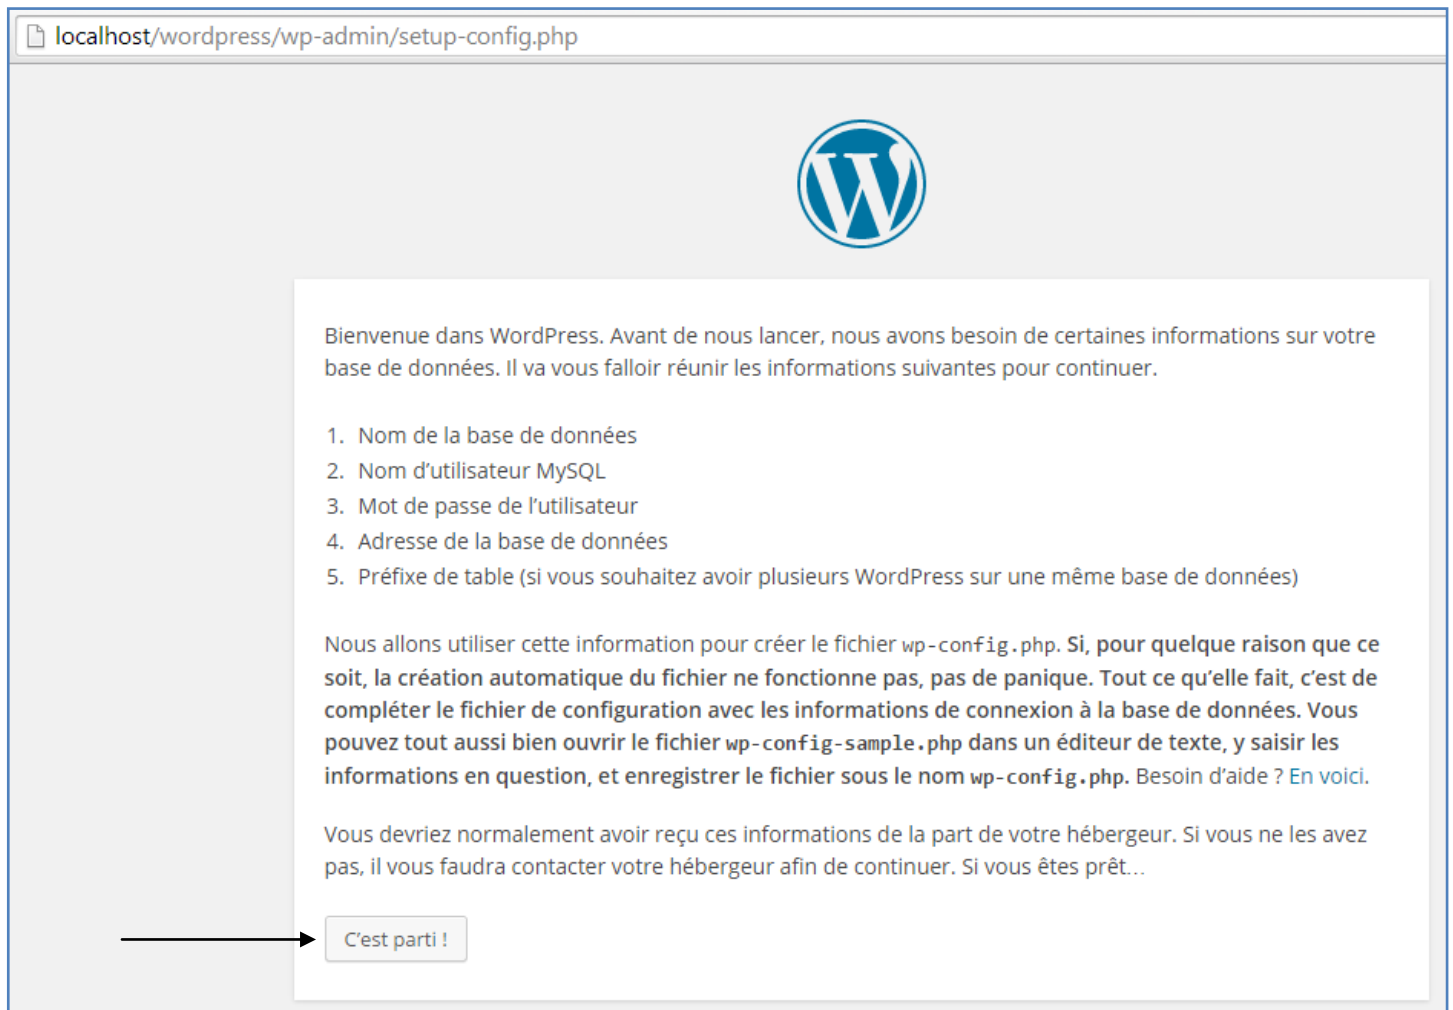 localhost/wordpress/wp-admin/setup-config.php
Bienvenue dans WordPress. Avant de nous lancer, nous avons besoin de certaines informations sur votre
base de données. Il va vous falloir réunir les informations suivantes pour continuer.
1. Nom de la base de données
2. Nom d’utilisateur MySQL
3. Mot de passe de l’utilisateur
4. Adresse de la base de données
5. Préfixe de table (si vous souhaitez avoir plusieurs WordPress sur une même base de données)
Nous allons utiliser cette information pour créer le fichier wp-config.php. Si, pour quelque raison que ce
soit, la création automatique du fichier ne fonctionne pas, pas de panique. Tout ce qu’elle fait, c’est de
compléter le fichier de configuration avec les informations de connexion à la base de données. Vous
pouvez tout aussi bien ouvrir le fichier wp-config-sample.php dans un éditeur de texte, y saisir les
informations en question, et enregistrer le fichier sous le nom wp-config.php. Besoin d’aide ? En voici.
Vous devriez normalement avoir reçu ces informations de la part de votre hébergeur. Si vous ne les avez
pas, il vous faudra contacter votre hébergeur afin de continuer. Si vous êtes prêt…
C’est parti !